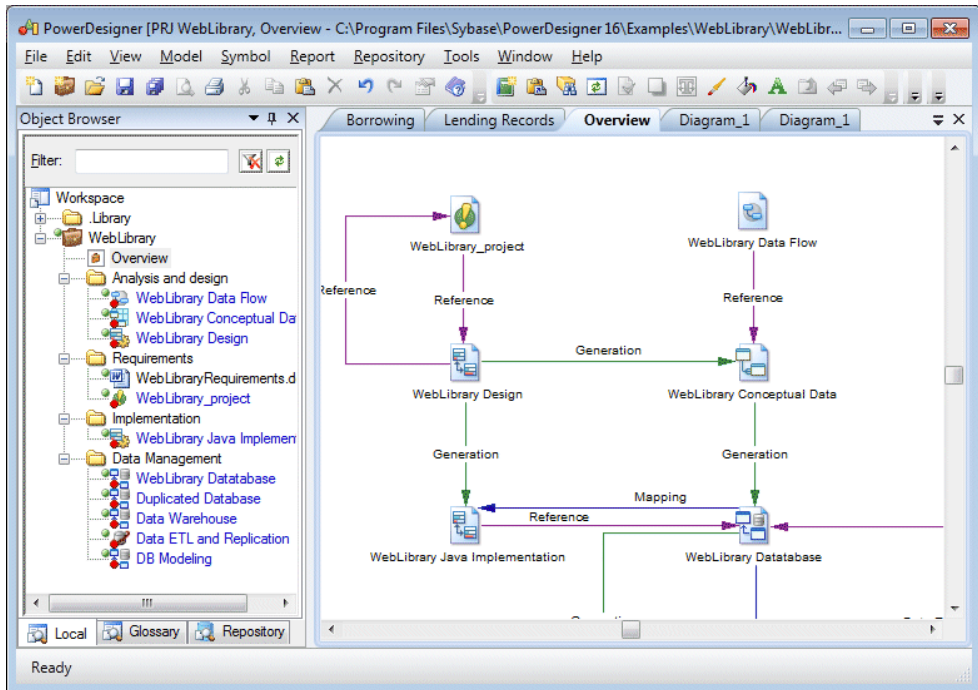 PowerDesigner [PRJ WebLibrary, Overview - C:\Program Files\Sybase\PowerDesigner 16\Examples\WebLibrary\WebLibr...
File Edit View Model Symbol Report Repository Tools Window Help
Object Browser
Borrowing Lending Records Overview Diagram_1 Diagram_1
Filter:
Workspace
.Library
WebLibrary
Overview
Analysis and design
WebLibrary Data Flow
WebLibrary Conceptual Da
WebLibrary Design
Requirements
WebLibraryRequirements.d
WebLibrary_project
Implementation
WebLibrary Java Implemen
Data Management
WebLibrary Datatabase
Duplicated Database
Data Warehouse
Data ETL and Replication
DB Modeling
Local Glossary Repository
WebLibrary_project WebLibrary Data Flow
Reference
Reference Reference
Generation
WebLibrary Design WebLibrary Conceptual Data
Generation Generation
Mapping
Reference
WebLibrary Java Implementation WebLibrary Datatabase
Ready